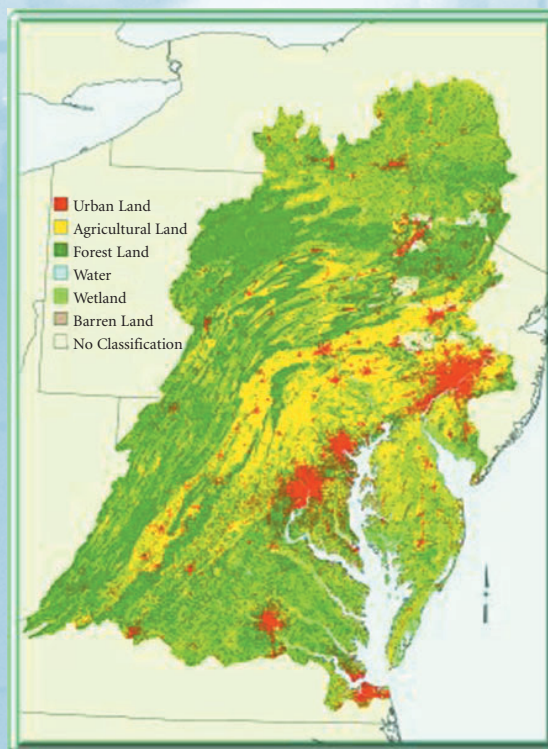 Urban Land
Agricultural Land
Forest Land
Water
Wetland
Barren Land
No Classification